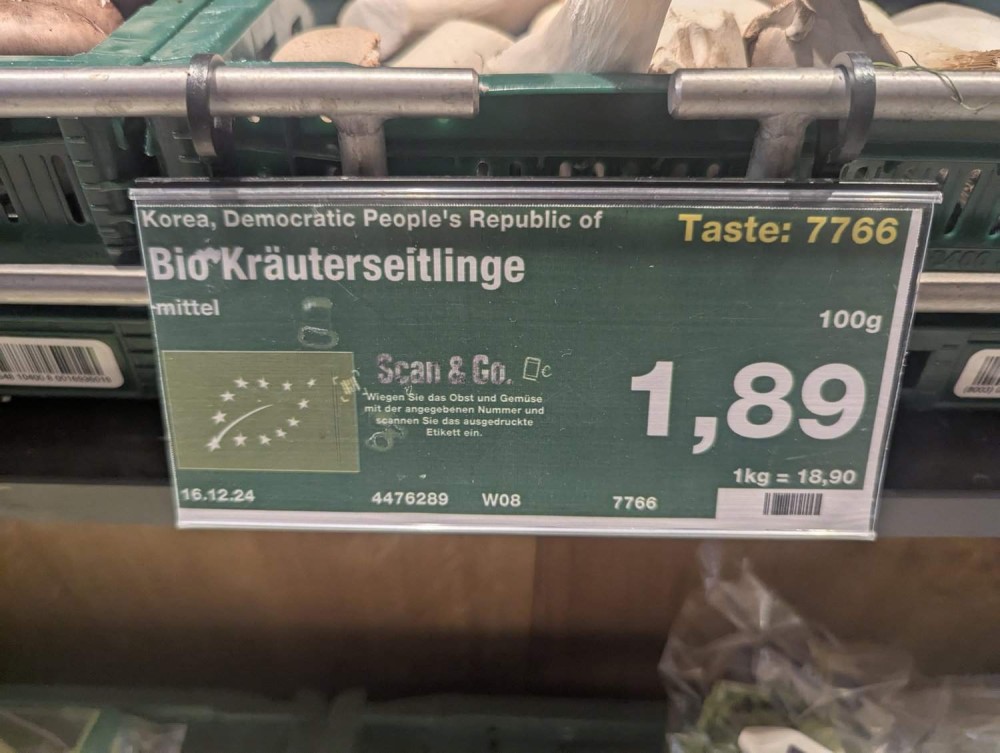 Korea, Democratic People's Republic of
Taste: 7766
Bio Kräuterseitlinge
mittel
100g
Scan & Go.
Wiegen Sie das Obst und Gemüse
mit der angegebenen Nummer und
scannen Sie das ausgedruckte
Etikett ein.
1,89
1kg = 18,90
16.12.24 4476289 W08 7766